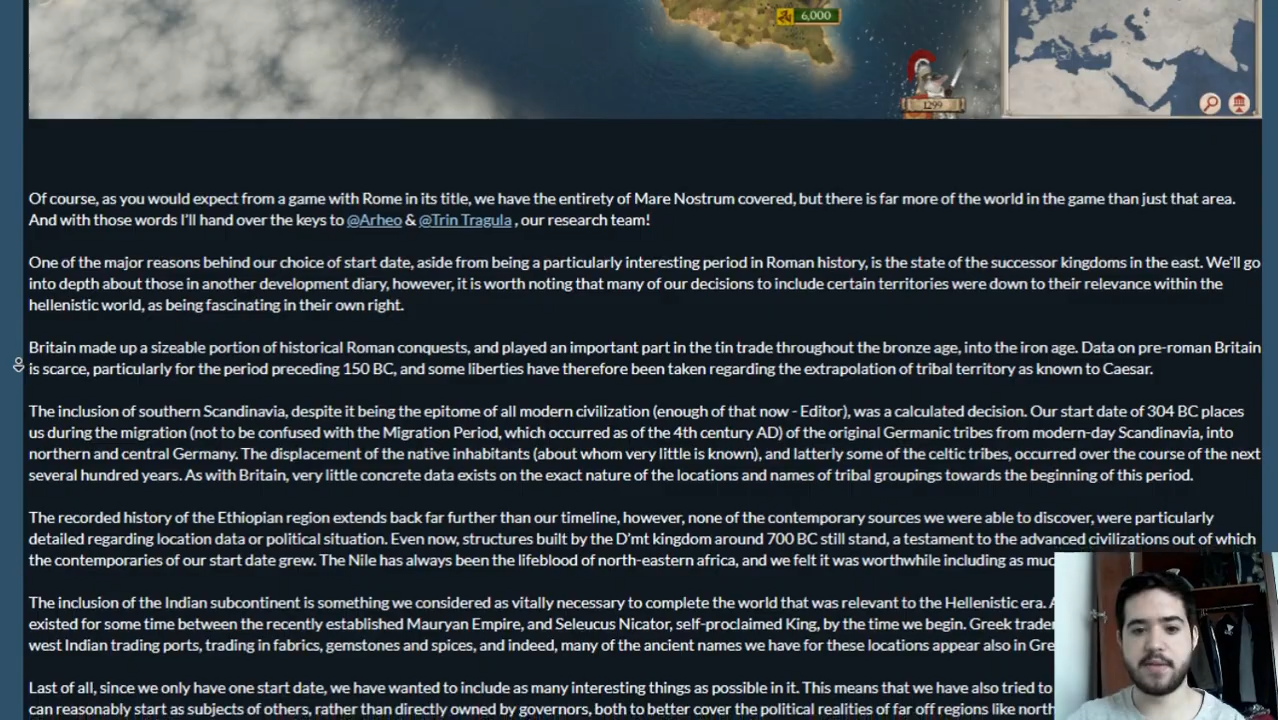 6,000
1299
Of course, as you would expect from a game with Rome in its title, we have the entirety of Mare Nostrum covered, but there is far more of the world in the game than just that area.
And with those words I'll hand over the keys to @Arheo & @Trin Tragula , our research team!
One of the major reasons behind our choice of start date, aside from being a particularly interesting period in Roman history, is the state of the successor kingdoms in the east. We'll go
into depth about those in another development diary, however, it is worth noting that many of our decisions to include certain territories were down to their relevance within the
hellenistic world, as being fascinating in their own right.
Britain made up a sizeable portion of historical Roman conquests, and played an important part in the tin trade throughout the bronze age, into the iron age. Data on pre-roman Britain
is scarce, particularly for the period preceding 150 BC, and some liberties have therefore been taken regarding the extrapolation of tribal territory as known to Caesar.
The inclusion of southern Scandinavia, despite it being the epitome of all modern civilization (enough of that now - Editor), was a calculated decision. Our start date of 304 BC places
us during the migration (not to be confused with the Migration Period, which occurred as of the 4th century AD) of the original Germanic tribes from modern-day Scandinavia, into
northern and central Germany. The displacement of the native inhabitants (about whom very little is known), and latterly some of the celtic tribes, occurred over the course of the next
several hundred years. As with Britain, very little concrete data exists on the exact nature of the locations and names of tribal groupings towards the beginning of this period.
The recorded history of the Ethiopian region extends back far further than our timeline, however, none of the contemporary sources we were able to discover, were particularly
detailed regarding location data or political situation. Even now, structures built by the D'mt kingdom around 700 BC still stand, a testament to the advanced civilizations out of which
the contemporaries of our start date grew. The Nile has always been the lifeblood of north-eastern africa, and we felt it was worthwhile including as
The inclusion of the Indian subcontinent is something we considered as vitally necessary to complete the world that was relevant to the Hellenistic era.
existed for some time between the recently established Mauryan Empire, and Seleucus Nicator, self-proclaimed King, by the time we begin. Greek
west Indian trading ports, trading in fabrics, gemstones and spices, and indeed, many of the ancient names we have for these locations appear also in
Last of all, since we only have one start date, we have wanted to include as many interesting things as possible in it. This means that we have also tried to
can reasonably start as subjects of others, rather than directly owned by governors, both to better cover the political realities of far off regions like